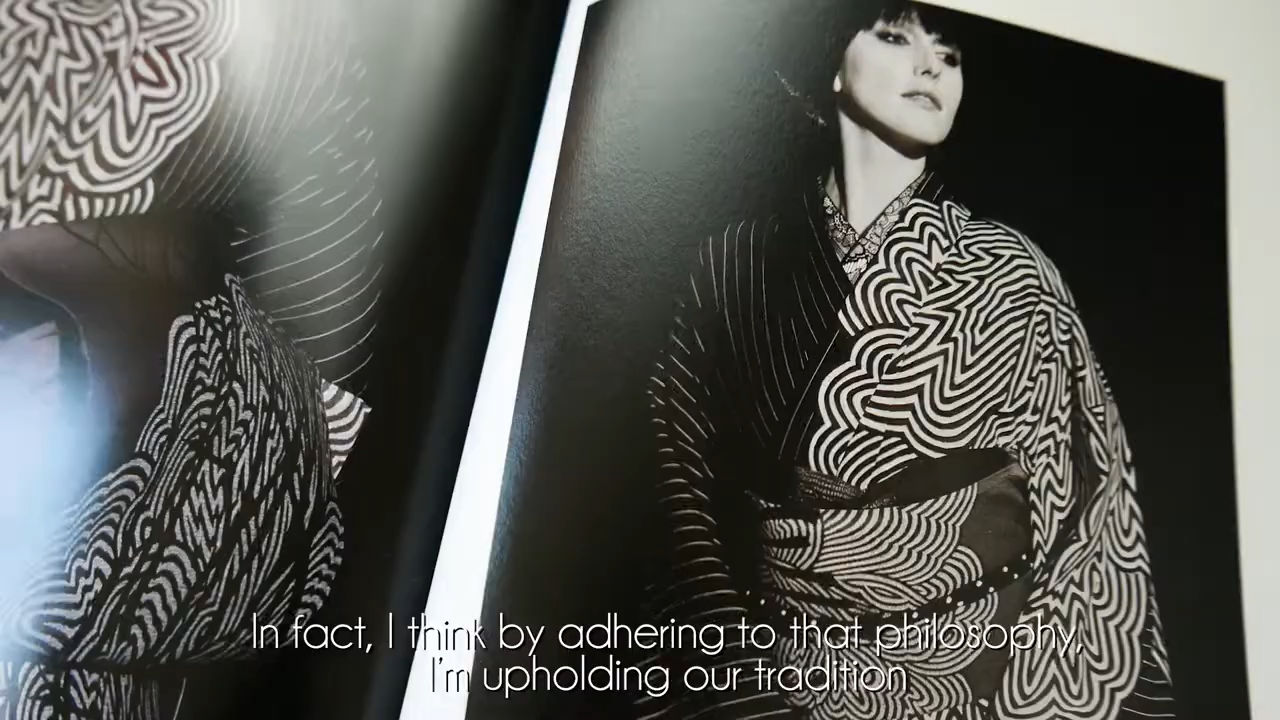 In fact, I think by adhering to that philosophy,
I'm upholding our tradition